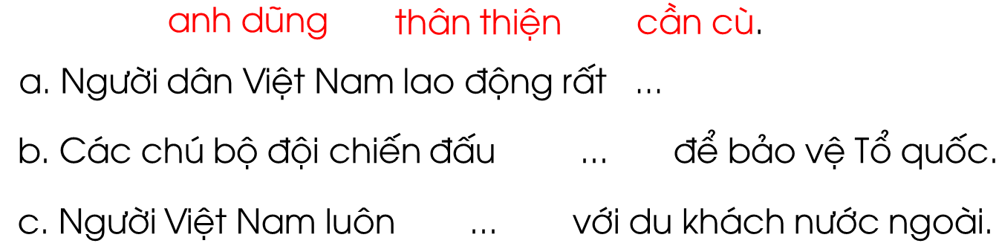 anh dũng thân thiện cần cù.
a. Người dân Việt Nam lao động rất ...
b. Các chú bộ đội chiến đấu ... để bảo vệ Tổ quốc.
c. Người Việt Nam luôn ... với du khách nước ngoài.